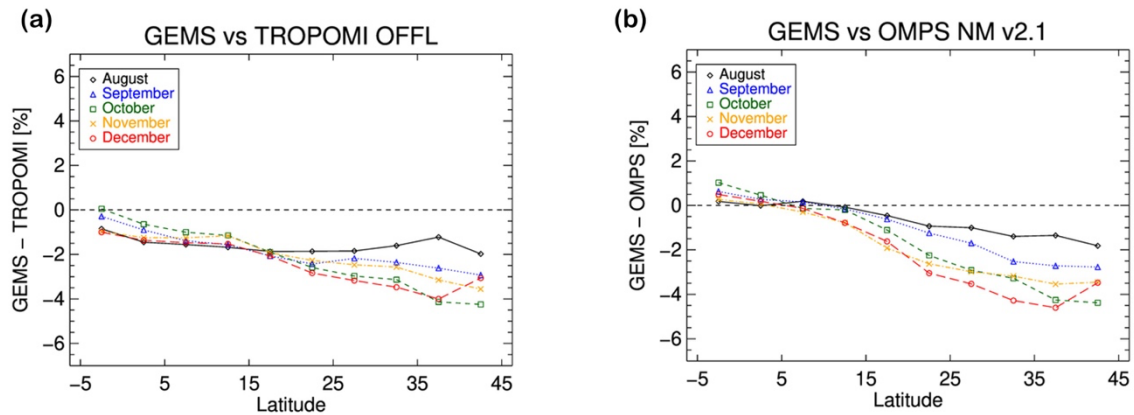 (a)
GEMS vs TROPOMI OFFL
GEMS − TROPOMI [%]
6
4
2
0
−2
−4
−6
August
September
October
November
December
−5
5
15
25
35
45
Latitude
(b)
GEMS vs OMPS NM v2.1
GEMS − OMPS [%]
6
4
2
0
−2
−4
−6
August
September
October
November
December
−5
5
15
25
35
45
Latitude